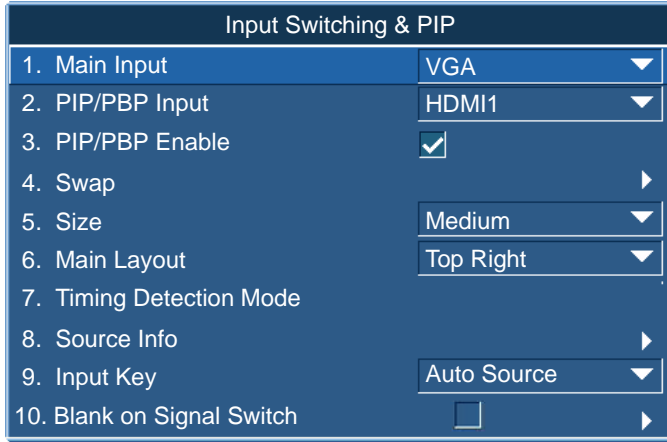 Input Switching & PIP
1. Main Input VGA
2. PIP/PBP Input HDMI1
3. PIP/PBP Enable
4. Swap
5. Size Medium
6. Main Layout Top Right
7. Timing Detection Mode
8. Source Info
9. Input Key Auto Source
10. Blank on Signal Switch